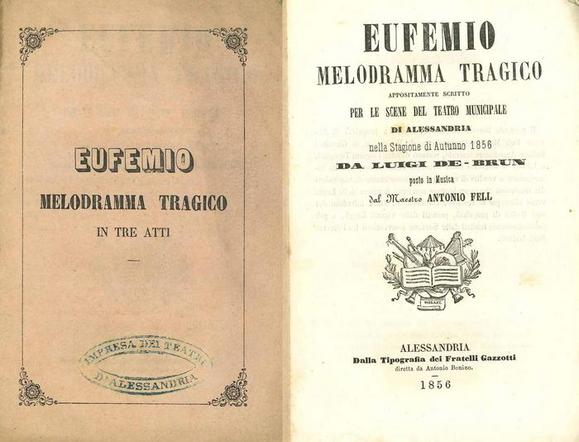 EUFEMIO
MELODRAMMA TRAGICO
IN TRE ATTI
IMPRESA DEI TEATRI
D'ALESSANDRIA
EUFEMIO
MELODRAMMA TRAGICO
APPOSITAMENTE SCRITTO
PER LE SCENE DEL TEATRO MUNICIPALE
DI ALESSANDRIA
nella Stagione di Autunno 1856
DA LUIGI DE-BRUN
posto in Musica
dal Maestro ANTONIO FELL
ALESSANDRIA
Dalla Tipografia dei Fratelli Gazzotti
diretta da Antonio Bonino.
1856